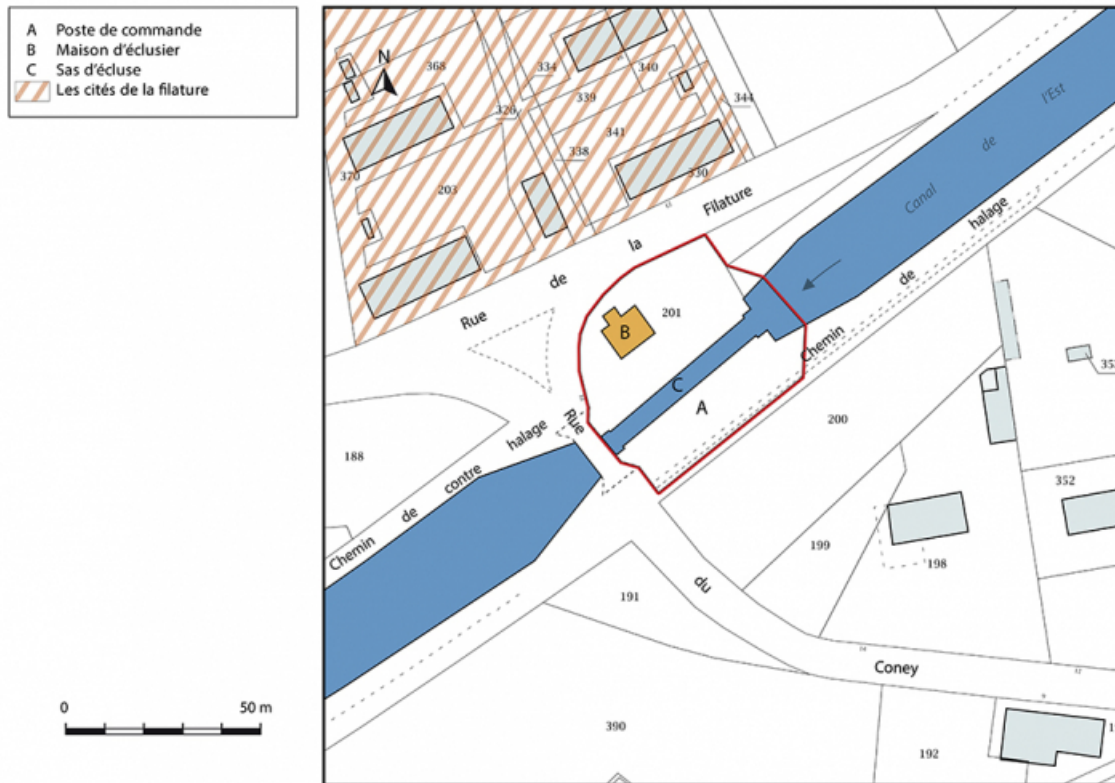 A Poste de commande
B Maison d'éclusier
C Sas d'écluse
Les cités de la filature
N
368
334
340
326
339
344
341
338
370
203
330
Canal de l'Est
Rue de la Filature
Chemin de halage
201
B
C
A
Rue du Coney
Chemin de contre halage
188
200
352
199
198
191
14
12
390
192
0 50 m